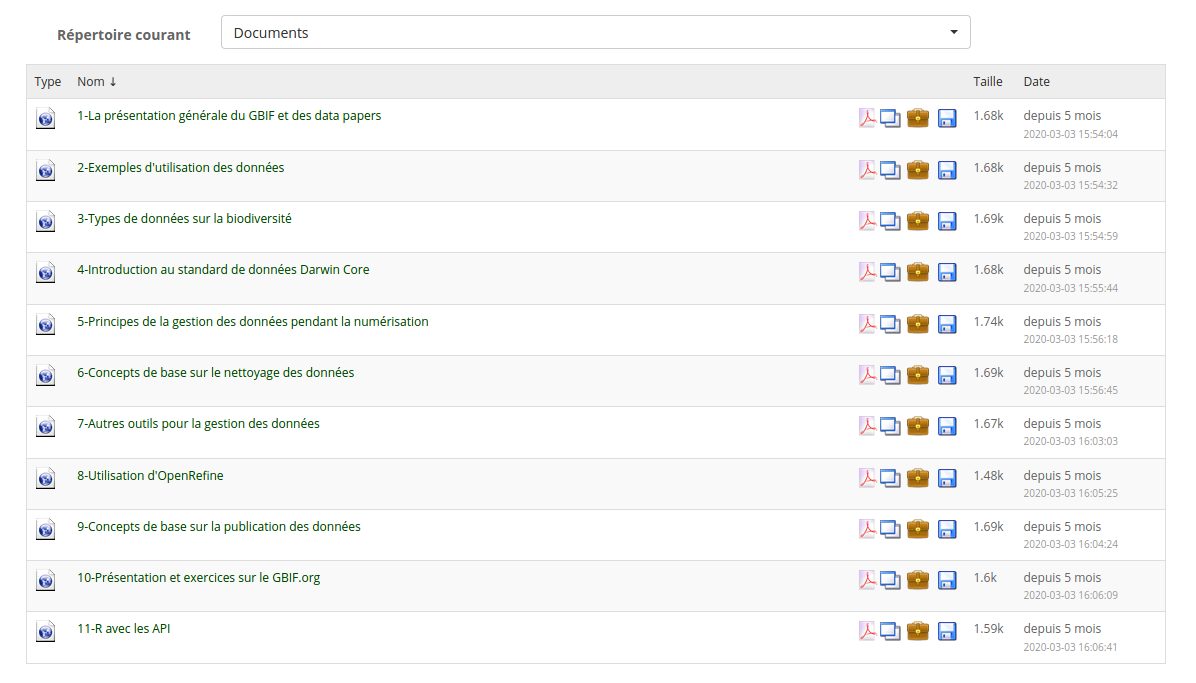 Répertoire courant Documents
Type Nom ↓ Taille Date
1-La présentation générale du GBIF et des data papers 1.68k depuis 5 mois
2020-03-03 15:54:04
2-Exemples d'utilisation des données 1.68k depuis 5 mois
2020-03-03 15:54:32
3-Types de données sur la biodiversité 1.69k depuis 5 mois
2020-03-03 15:54:59
4-Introduction au standard de données Darwin Core 1.68k depuis 5 mois
2020-03-03 15:55:44
5-Principes de la gestion des données pendant la numérisation 1.74k depuis 5 mois
2020-03-03 15:56:18
6-Concepts de base sur le nettoyage des données 1.69k depuis 5 mois
2020-03-03 15:56:45
7-Autres outils pour la gestion des données 1.67k depuis 5 mois
2020-03-03 16:03:03
8-Utilisation d'OpenRefine 1.48k depuis 5 mois
2020-03-03 16:05:25
9-Concepts de base sur la publication des données 1.69k depuis 5 mois
2020-03-03 16:04:24
10-Présentation et exercices sur le GBIF.org 1.6k depuis 5 mois
2020-03-03 16:06:09
11-R avec les API 1.59k depuis 5 mois
2020-03-03 16:06:41